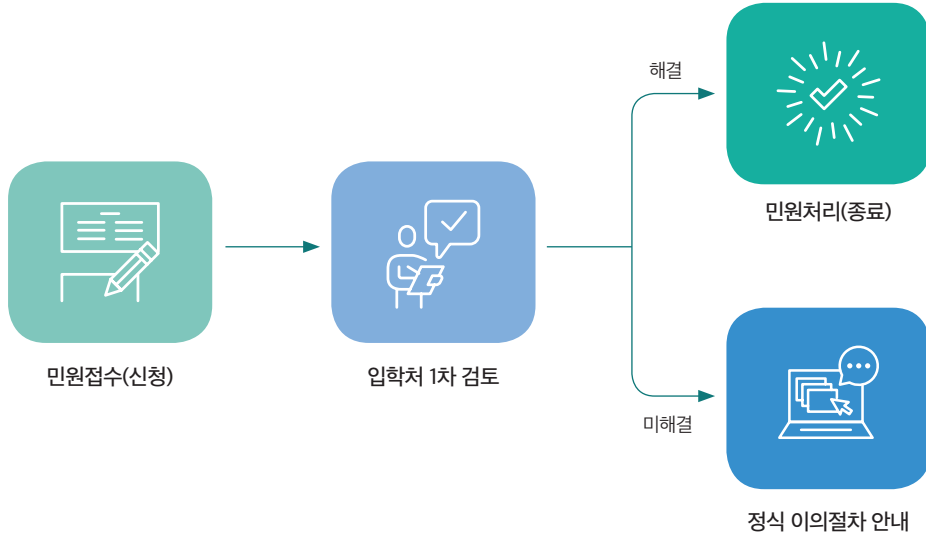 해결
민원처리(종료)
민원접수(신청)
입학처 1차 검토
미해결
정식 이의절차 안내